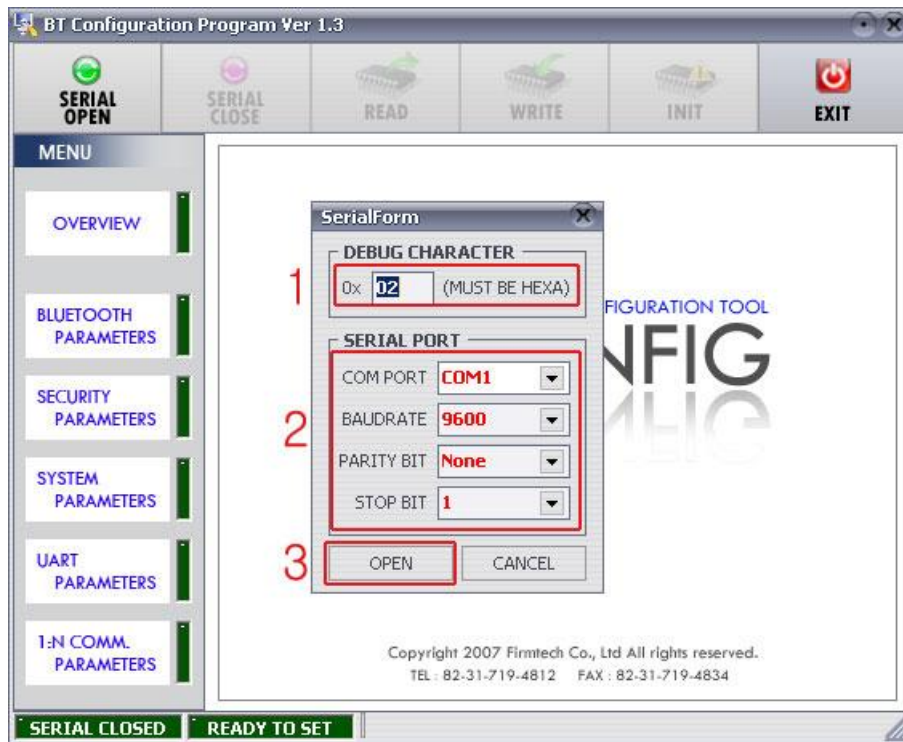 BT Configuration Program Ver 1.3
SERIAL OPEN
SERIAL CLOSE
READ
WRITE
INIT
EXIT
MENU
OVERVIEW
BLUETOOTH
PARAMETERS
SECURITY
PARAMETERS
SYSTEM
PARAMETERS
UART
PARAMETERS
1:N COMM.
PARAMETERS
SerialForm
DEBUG CHARACTER
1
0x 02 (MUST BE HEXA)
SERIAL PORT
2
COM PORT COM1
BAUDRATE 9600
PARITY BIT None
STOP BIT 1
3
OPEN CANCEL
FIGURATION TOOL
NFIG
Copyright 2007 Firmtech Co., Ltd All rights reserved.
TEL : 82-31-719-4812 FAX : 82-31-719-4834
SERIAL CLOSED READY TO SET